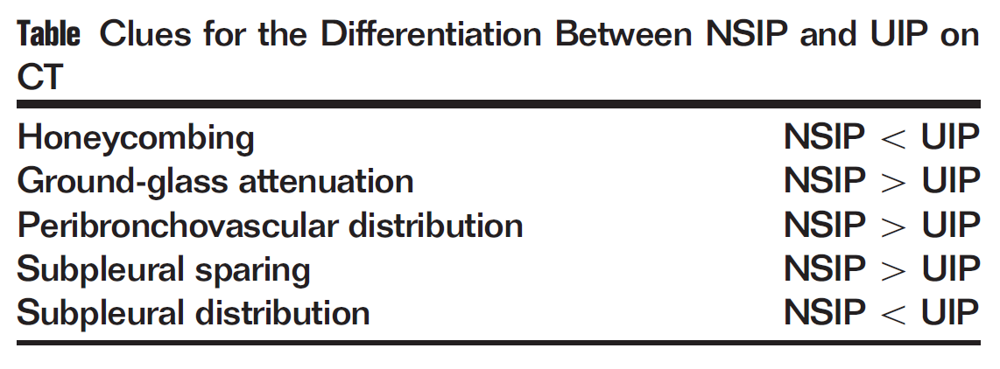 Table Clues for the Differentiation Between NSIP and UIP on
CT
Honeycombing NSIP < UIP
Ground-glass attenuation NSIP > UIP
Peribronchovascular distribution NSIP > UIP
Subpleural sparing NSIP > UIP
Subpleural distribution NSIP < UIP